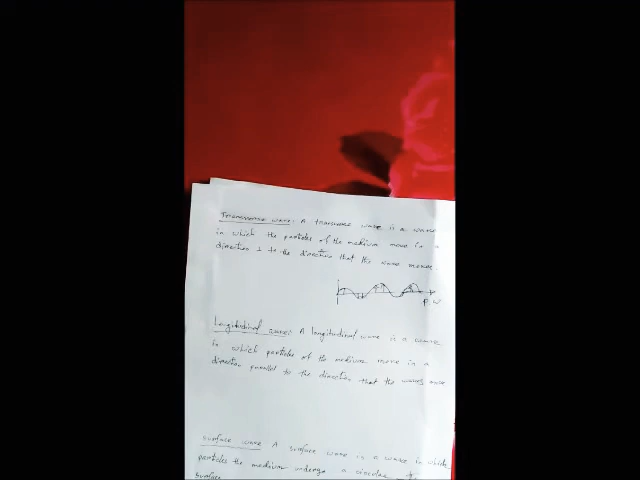 Transverse wave: A transverse wave is a wave
in which the particles of the medium move in a
direction ⊥ to the direction that the wave moves
Longitudinal wave: A longitudinal wave is a wave
in which particles of the medium move in a
direction parallel to the direction that the waves move
Surface wave A surface wave is a wave in which
particles the medium undergo a circular
surface